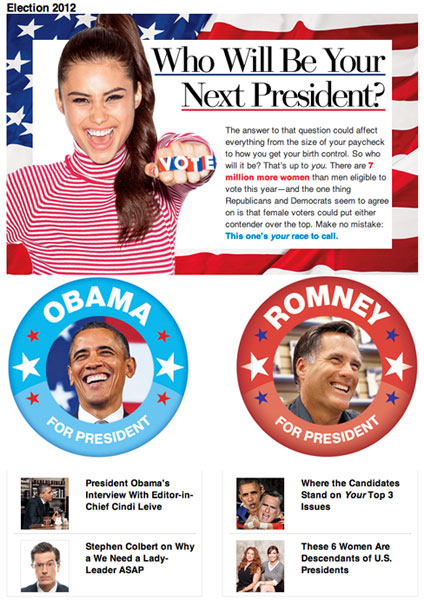 Election 2012
Who Will Be Your
Next President?
The answer to that question could affect
everything from the size of your paycheck
to how you get your birth control. So who
will it be? That's up to you. There are 7
million more women than men eligible to
vote this year—and the one thing
Republicans and Democrats seem to agree
on is that female voters could put either
contender over the top. Make no mistake:
This one's your race to call.
VOTE
OBAMA
FOR PRESIDENT
ROMNEY
FOR PRESIDENT
President Obama's
Interview With Editor-in-
Chief Cindi Leive
Where the Candidates
Stand on Your Top 3
Issues
Stephen Colbert on Why
a We Need a Lady-
Leader ASAP
These 6 Women Are
Descendants of U.S.
Presidents